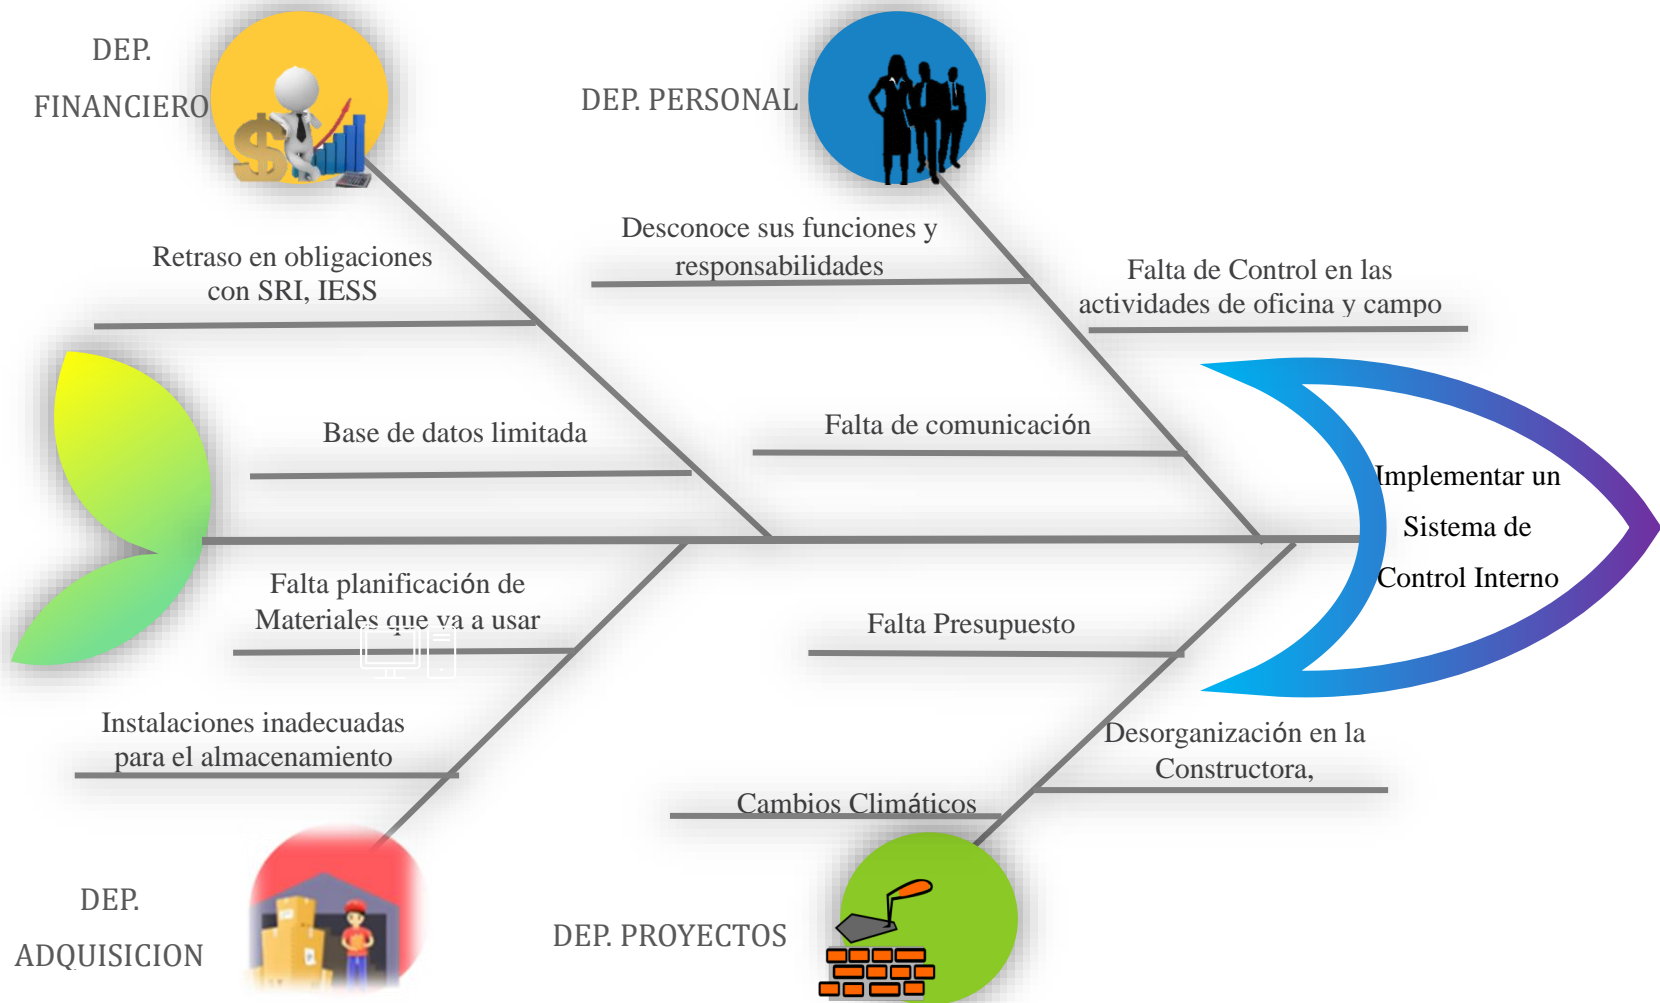 DEP.
FINANCIERO
DEP. PERSONAL
Desconoce sus funciones y
responsabilidades
Retraso en obligaciones
con SRI, IESS
Falta de Control en las
actividades de oficina y campo
Base de datos limitada
Falta de comunicación
Implementar un
Sistema de
Control Interno
Falta planificación de
Materiales que va a usar
Falta Presupuesto
Instalaciones inadecuadas
para el almacenamiento
Desorganización en la
Constructora,
Cambios Climáticos
DEP.
ADQUISICION
DEP. PROYECTOS